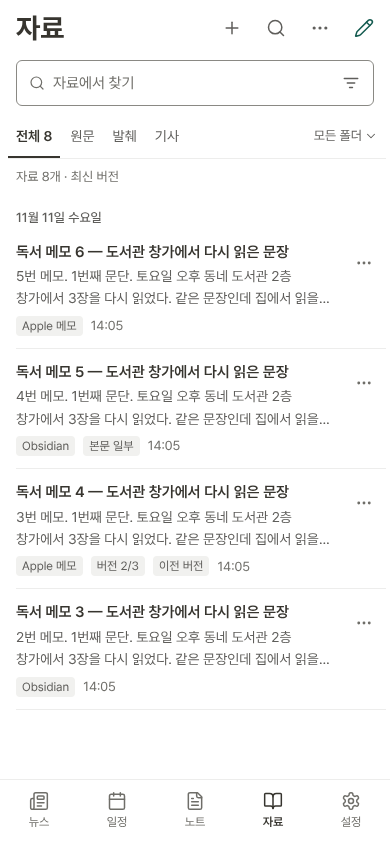 자료
자료에서 찾기
전체 8 원문 발췌 기사 모든 폴더
자료 8개 · 최신 버전
11월 11일 수요일
독서 메모 6 — 도서관 창가에서 다시 읽은 문장
5번 메모. 1번째 문단. 토요일 오후 동네 도서관 2층
창가에서 3장을 다시 읽었다. 같은 문장인데 집에서 읽을...
Apple 메모 14:05
독서 메모 5 — 도서관 창가에서 다시 읽은 문장
4번 메모. 1번째 문단. 토요일 오후 동네 도서관 2층
창가에서 3장을 다시 읽었다. 같은 문장인데 집에서 읽을...
Obsidian 본문 일부 14:05
독서 메모 4 — 도서관 창가에서 다시 읽은 문장
3번 메모. 1번째 문단. 토요일 오후 동네 도서관 2층
창가에서 3장을 다시 읽었다. 같은 문장인데 집에서 읽을...
Apple 메모 버전 2/3 이전 버전 14:05
독서 메모 3 — 도서관 창가에서 다시 읽은 문장
2번 메모. 1번째 문단. 토요일 오후 동네 도서관 2층
창가에서 3장을 다시 읽었다. 같은 문장인데 집에서 읽을...
Obsidian 14:05
뉴스 일정 노트 자료 설정